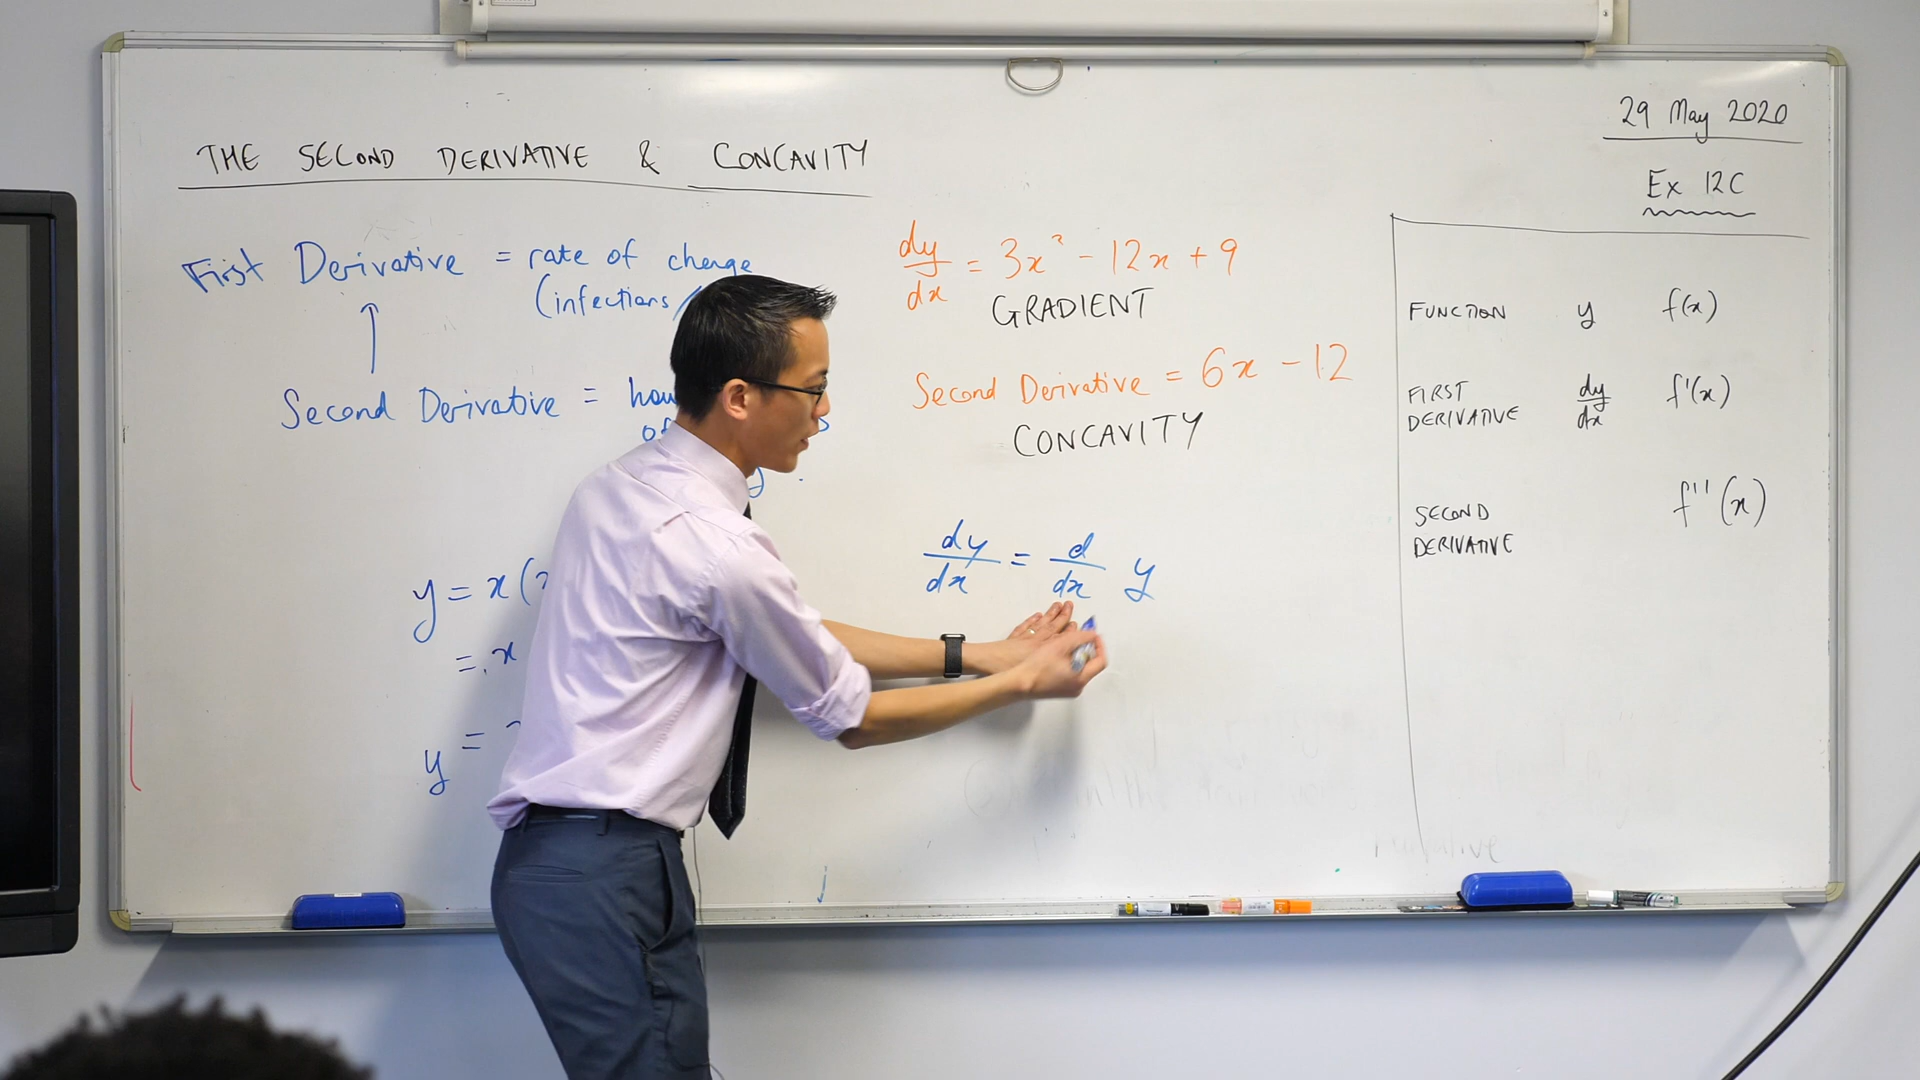 29 May 2020
Ex 12C
THE SECOND DERIVATIVE & CONCAVITY
First Derivative = rate of change
(infections/
↑
Second Derivative = how
of
y = x(
= x
y =
dy/dx = 3x² - 12x + 9
GRADIENT
Second Derivative = 6x - 12
CONCAVITY
dy/dx = d/dx y
FUNCTION y f(x)
FIRST DERIVATIVE dy/dx f'(x)
SECOND DERIVATIVE f''(x)